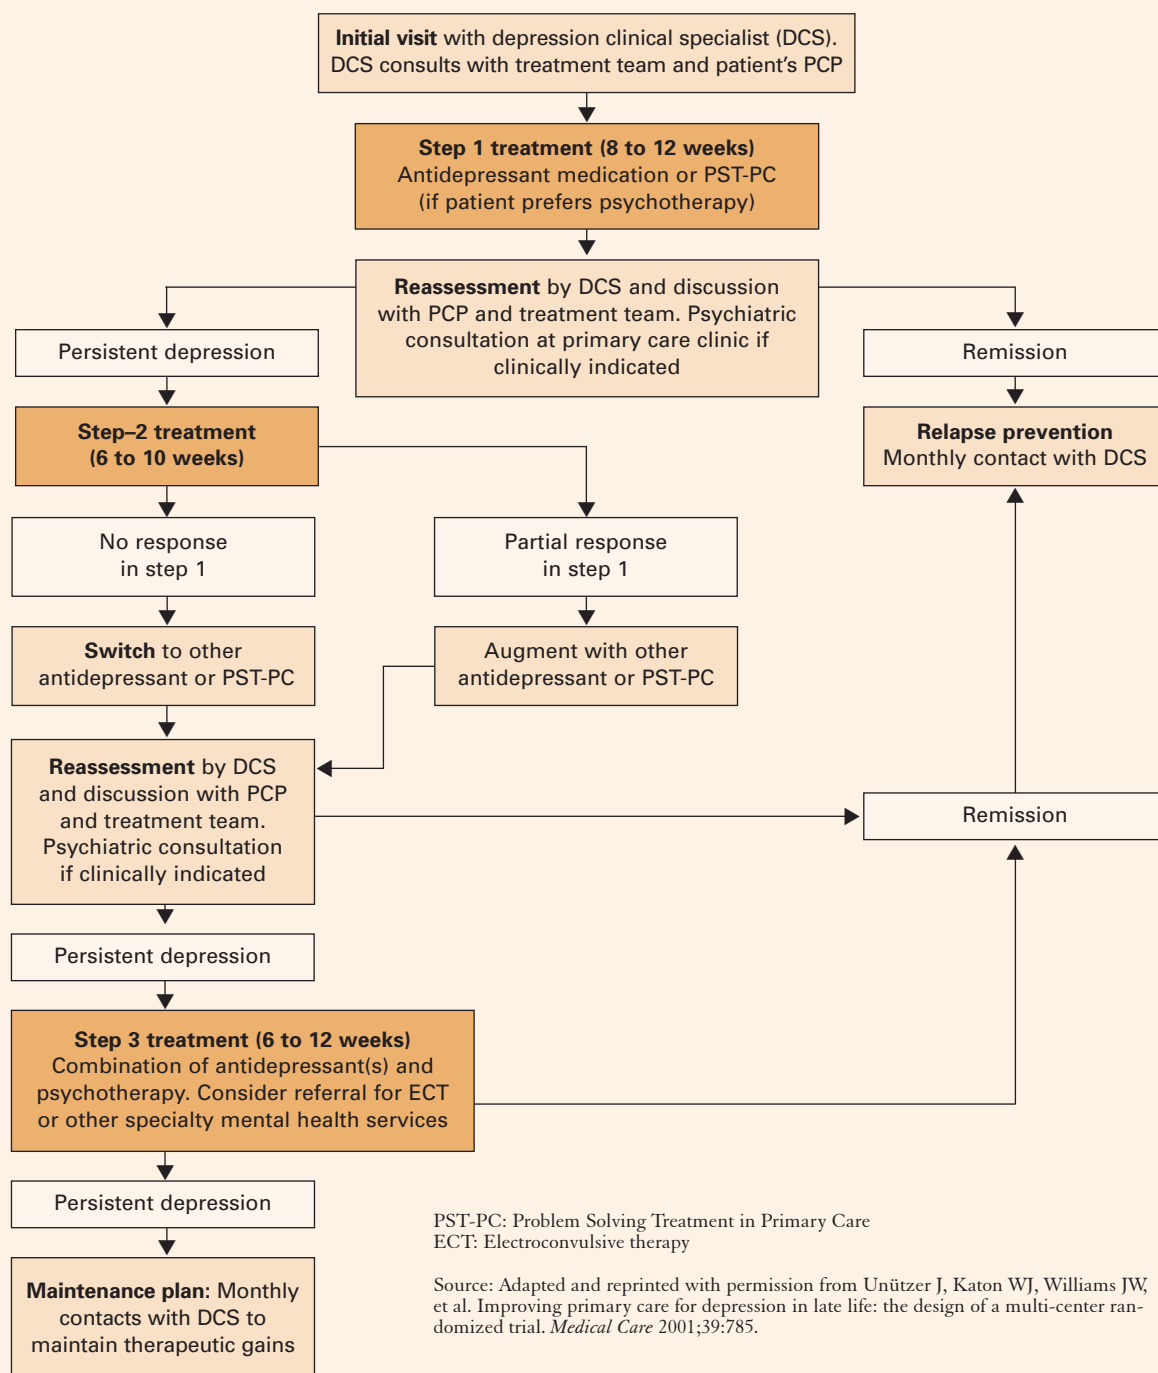 Initial visit with depression clinical specialist (DCS).
DCS consults with treatment team and patient's PCP
Step 1 treatment (8 to 12 weeks)
Antidepressant medication or PST-PC
(if patient prefers psychotherapy)
Reassessment by DCS and discussion
with PCP and treatment team. Psychiatric
consultation at primary care clinic if
clinically indicated
Persistent depression
Remission
Step–2 treatment
(6 to 10 weeks)
Relapse prevention
Monthly contact with DCS
No response
in step 1
Partial response
in step 1
Switch to other
antidepressant or PST-PC
Augment with other
antidepressant or PST-PC
Reassessment by DCS
and discussion with PCP
and treatment team.
Psychiatric consultation
if clinically indicated
Remission
Persistent depression
Step 3 treatment (6 to 12 weeks)
Combination of antidepressant(s) and
psychotherapy. Consider referral for ECT
or other specialty mental health services
Persistent depression
Maintenance plan: Monthly
contacts with DCS to
maintain therapeutic gains
PST-PC: Problem Solving Treatment in Primary Care
ECT: Electroconvulsive therapy
Source: Adapted and reprinted with permission from Unützer J, Katon WJ, Williams JW,
et al. Improving primary care for depression in late life: the design of a multi-center ran-
domized trial. Medical Care 2001;39:785.